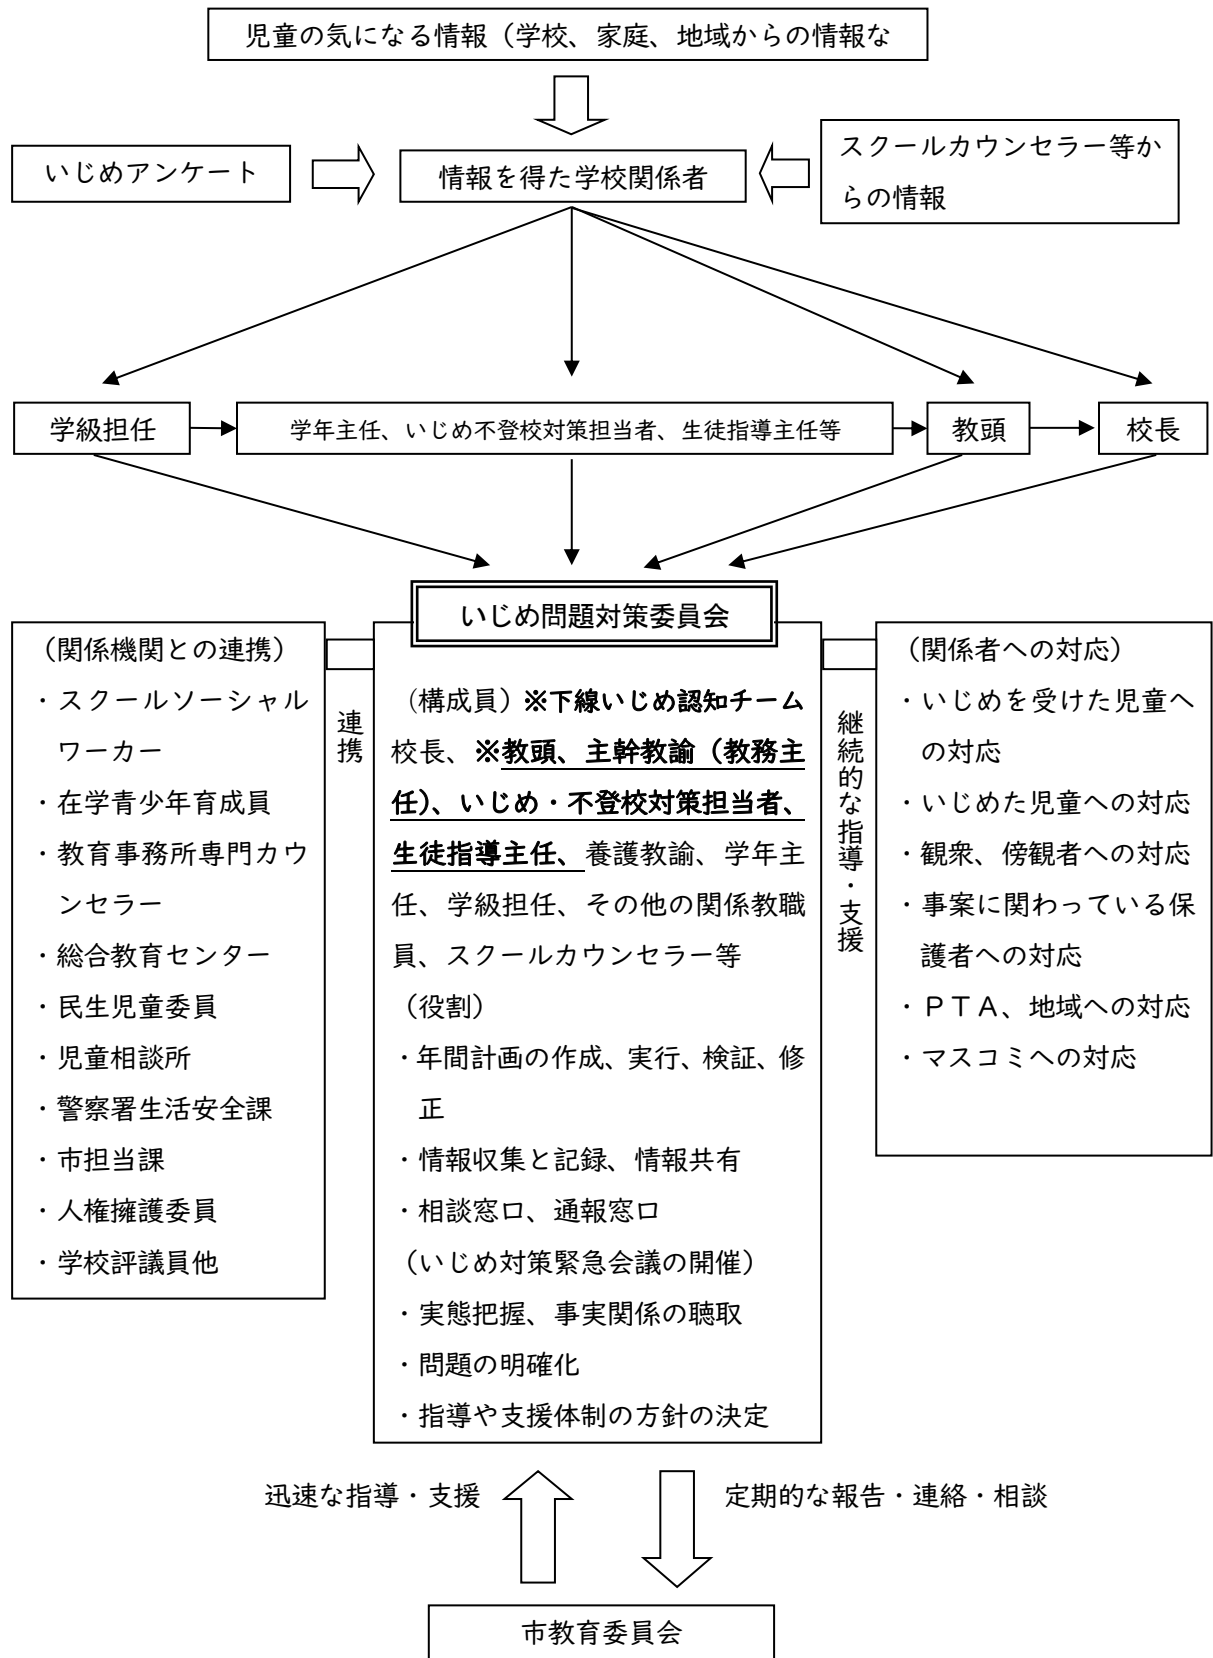 児童の気になる情報（学校、家庭、地域からの情報な
いじめアンケート
情報を得た学校関係者
スクールカウンセラー等か
らの情報
学級担任
学年主任、いじめ不登校対策担当者、生徒指導主任等
教頭
校長
いじめ問題対策委員会
（関係機関との連携）
・スクールソーシャル
ワーカー
・在学青少年育成員
・教育事務所専門カウ
ンセラー
・総合教育センター
・民生児童委員
・児童相談所
・警察署生活安全課
・市担当課
・人権擁護委員
・学校評議員他
連携
（構成員）※下線いじめ認知チーム
校長、※教頭、主幹教諭（教務主
任）、いじめ・不登校対策担当者、
生徒指導主任、養護教諭、学年主
任、学級担任、その他の関係教職
員、スクールカウンセラー等
（役割）
・年間計画の作成、実行、検証、修
正
・情報収集と記録、情報共有
・相談窓口、通報窓口
（いじめ対策緊急会議の開催）
・実態把握、事実関係の聴取
・問題の明確化
・指導や支援体制の方針の決定
継続的な指導・支援
（関係者への対応）
・いじめを受けた児童へ
の対応
・いじめた児童への対応
・観衆、傍観者への対応
・事案に関わっている保
護者への対応
・ＰＴＡ、地域への対応
・マスコミへの対応
迅速な指導・支援
定期的な報告・連絡・相談
市教育委員会